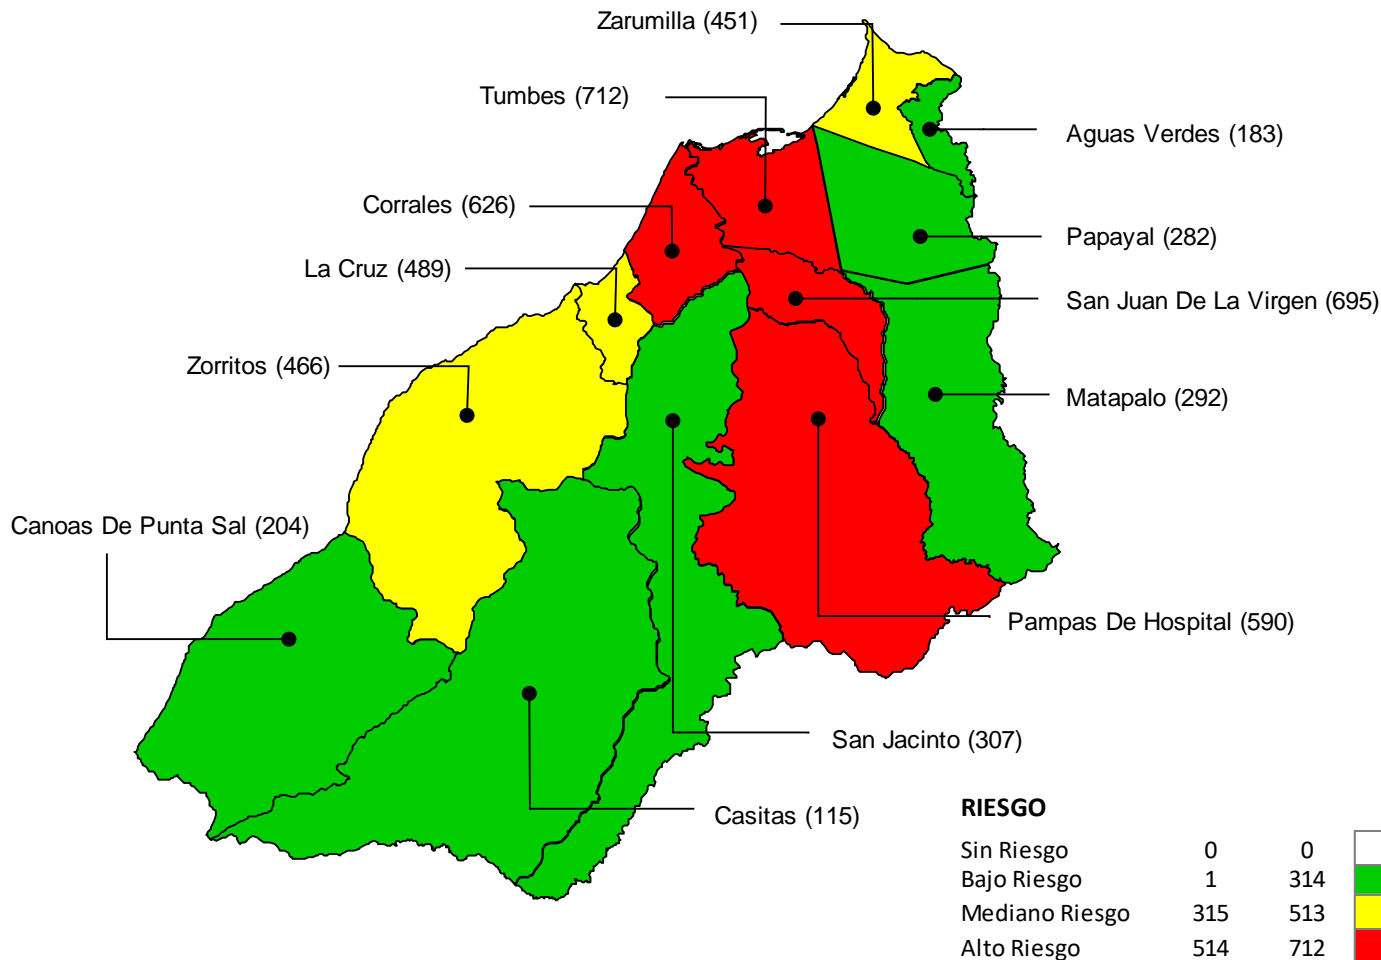 Zarumilla (451)
Tumbes (712)
Aguas Verdes (183)
Corrales (626)
Papayal (282)
La Cruz (489)
San Juan De La Virgen (695)
Zorritos (466)
Matapalo (292)
Canoas De Punta Sal (204)
Pampas De Hospital (590)
San Jacinto (307)
Casitas (115)
RIESGO
Sin Riesgo 0 0
Bajo Riesgo 1 314
Mediano Riesgo 315 513
Alto Riesgo 514 712